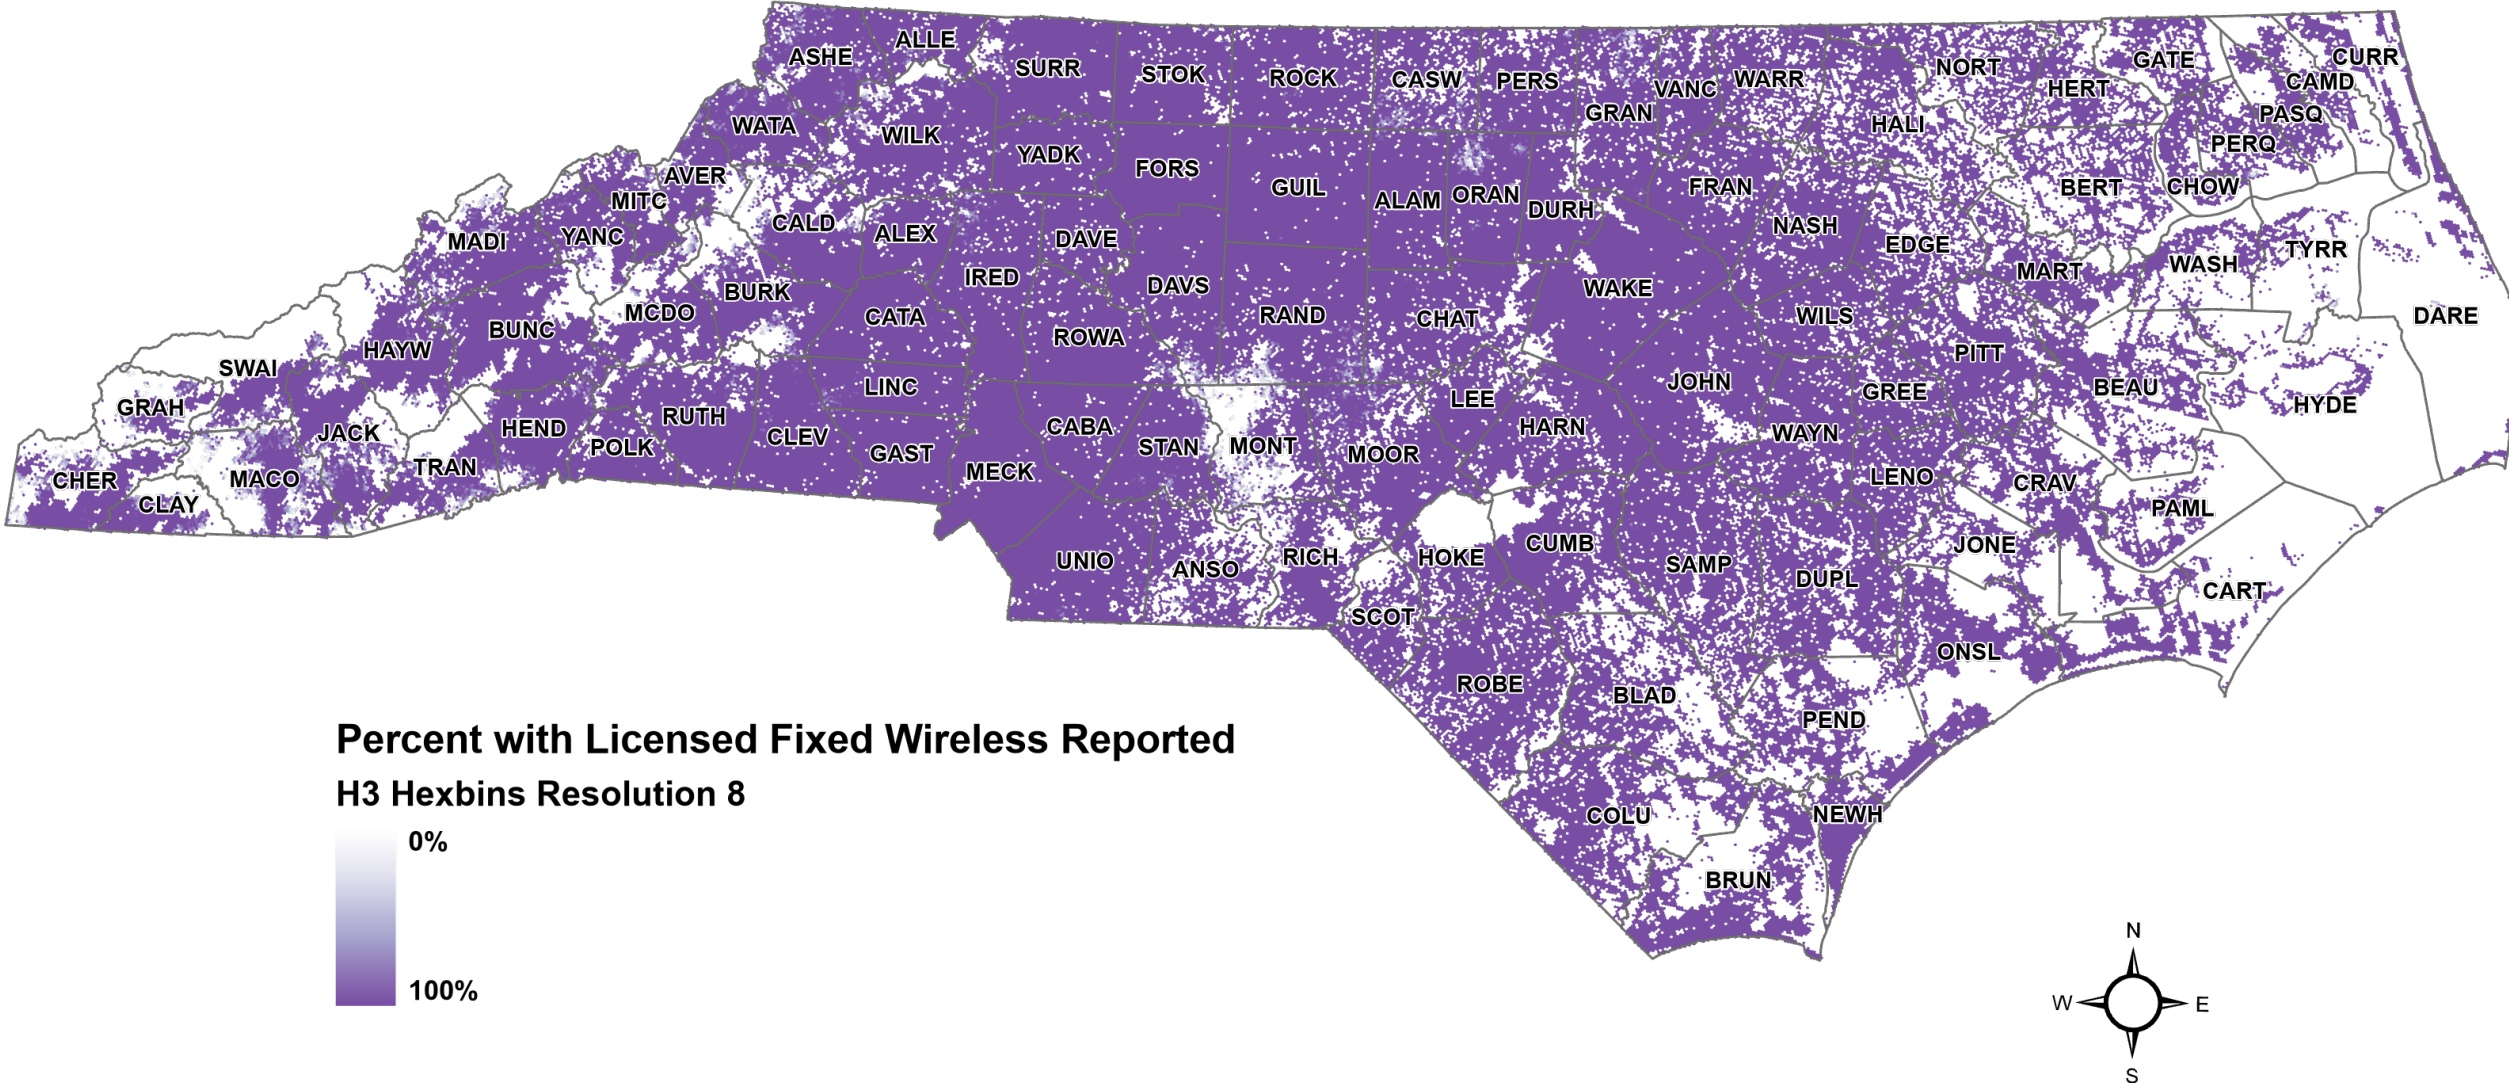 ASHE
ALLE
SURR
STOK
ROCK
CASW
PERS
GRAN
VANC
WARR
HALI
NORT
HERT
GATE
CURR
CAMD
PASQ
PERQ
CHOW
BERT
WATA
WILK
YADK
FORS
GUIL
ALAM
ORAN
DURH
FRAN
NASH
EDGE
MART
WASH
TYRR
DARE
AVER
MITC
YANC
MADI
CALD
ALEX
IRED
DAVE
DAVS
RAND
CHAT
WAKE
WILS
PITT
BEAU
HYDE
BURK
MCDO
BUNC
HAYW
SWAI
GRAH
CATA
ROWA
LINC
LEE
JOHN
GREE
CHER
CLAY
MACO
JACK
TRAN
HEND
POLK
RUTH
CLEV
GAST
MECK
CABA
STAN
MONT
MOOR
HARN
WAYN
LENO
CRAV
PAML
UNIO
ANSO
RICH
HOKE
CUMB
SAMP
DUPL
JONE
CART
SCOT
ROBE
BLAD
PEND
ONSL
COLU
NEWH
BRUN
Percent with Licensed Fixed Wireless Reported
H3 Hexbins Resolution 8
0%
100%
N
W
E
S